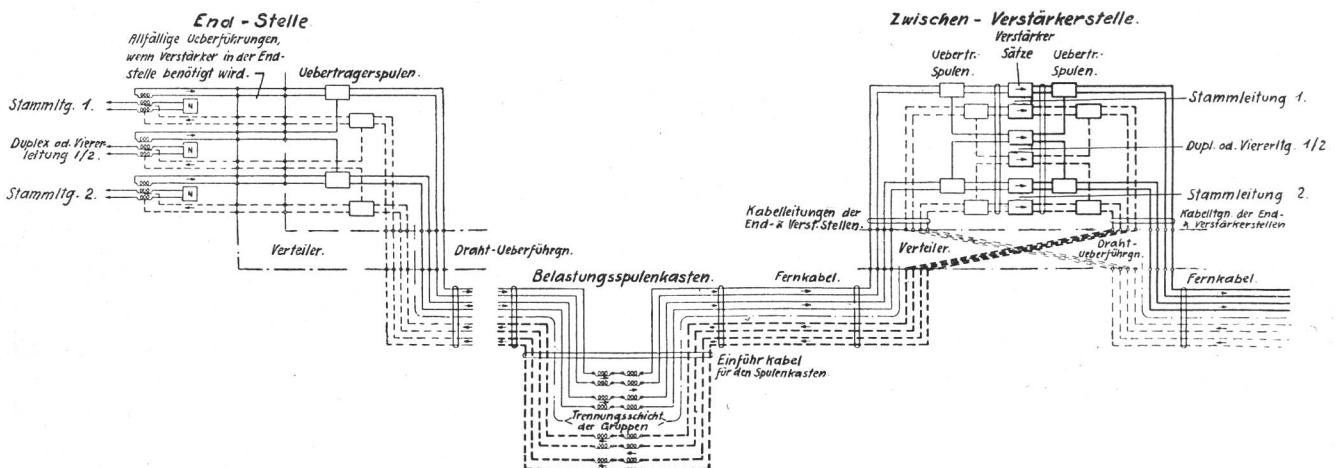 End - Stelle
Allfällige Ueberführungen,
wenn Verstärker in der End-
stelle benötigt wird.
Uebertragerspulen.
Stammltg. 1.
N
Duplex od. Vierer-
leitung 1/2.
N
Stammltg. 2.
N
Verteiler.
Draht-Ueberführgn.
Belastungsspulenkasten.
Fernkabel.
Einführkabel
für den Spulenkasten
Trennungsschicht
der Gruppen
Zwischen - Verstärkerstelle.
Uebertr.-
Spulen.
Verstärker
Sätze
Uebertr.-
Spulen.
Stammleitung 1.
Dupl. od. Viererltg. 1/2
Stammleitung 2.
Kabelleitungen der
End- & Verst. Stellen.
Kabelltgn. der End-
& Verstärkerstellen
Verteiler.
Draht-
ueberführgn.
Fernkabel.